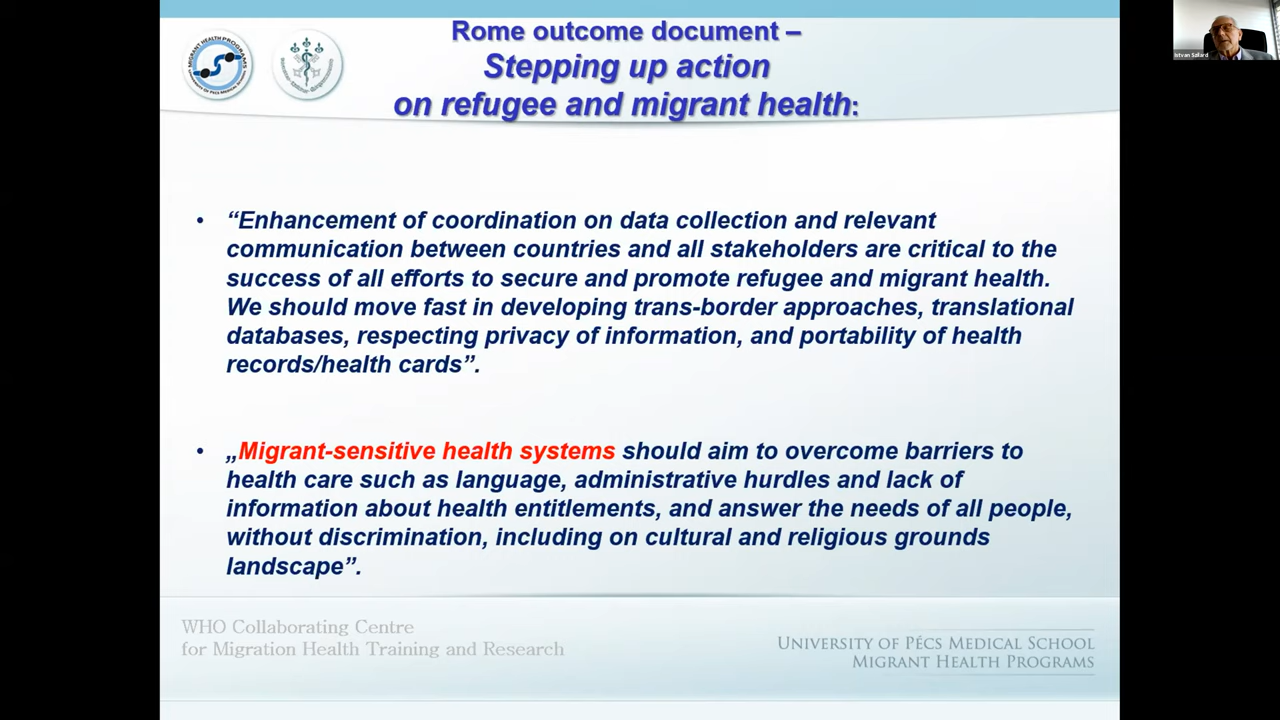 Rome outcome document –
Stepping up action
on refugee and migrant health:
Istvan Szilard
• “Enhancement of coordination on data collection and relevant
communication between countries and all stakeholders are critical to the
success of all efforts to secure and promote refugee and migrant health.
We should move fast in developing trans-border approaches, translational
databases, respecting privacy of information, and portability of health
records/health cards”.
• „Migrant-sensitive health systems should aim to overcome barriers to
health care such as language, administrative hurdles and lack of
information about health entitlements, and answer the needs of all people,
without discrimination, including on cultural and religious grounds
landscape”.
WHO Collaborating Centre
for Migration Health Training and Research
UNIVERSITY OF PÉCS MEDICAL SCHOOL
MIGRANT HEALTH PROGRAMS